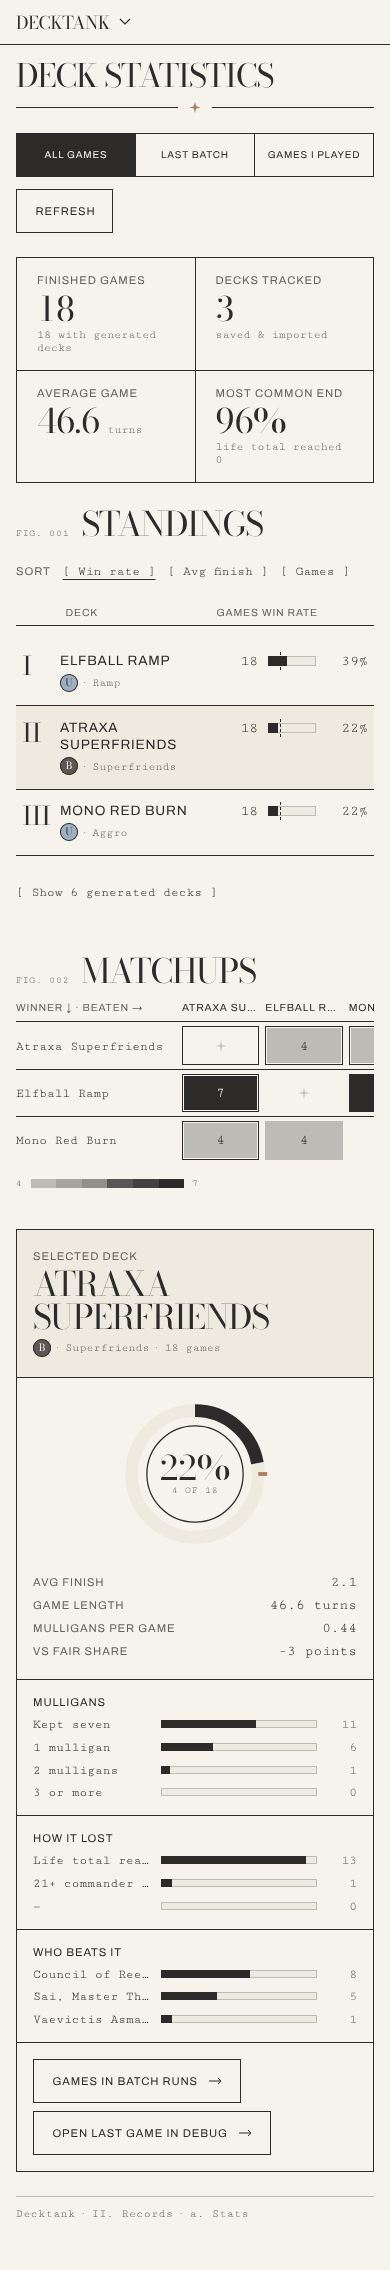 DECKTANK
DECK STATISTICS
ALL GAMES LAST BATCH GAMES I PLAYED
REFRESH
FINISHED GAMES
18
18 with generated
decks
DECKS TRACKED
3
saved & imported
AVERAGE GAME
46.6 turns
MOST COMMON END
96%
life total reached
0
FIG. 001 STANDINGS
SORT [ Win rate ] [ Avg finish ] [ Games ]
DECK GAMES WIN RATE
I ELFBALL RAMP 18 39%
U · Ramp
II ATRAXA 18 22%
SUPERFRIENDS
B · Superfriends
III MONO RED BURN 18 22%
U · Aggro
[ Show 6 generated decks ]
FIG. 002 MATCHUPS
WINNER ↓ · BEATEN → ATRAXA SU… ELFBALL R… MON
Atraxa Superfriends + 4
Elfball Ramp 7 +
Mono Red Burn 4 4
4 7
SELECTED DECK
ATRAXA
SUPERFRIENDS
B · Superfriends · 18 games
22%
4 OF 18
AVG FINISH 2.1
GAME LENGTH 46.6 turns
MULLIGANS PER GAME 0.44
VS FAIR SHARE -3 points
MULLIGANS
Kept seven 11
1 mulligan 6
2 mulligans 1
3 or more 0
HOW IT LOST
Life total rea… 13
21+ commander … 1
— 0
WHO BEATS IT
Council of Ree… 8
Sai, Master Th… 5
Vaevictis Asma… 1
GAMES IN BATCH RUNS →
OPEN LAST GAME IN DEBUG →
Decktank · II. Records · a. Stats